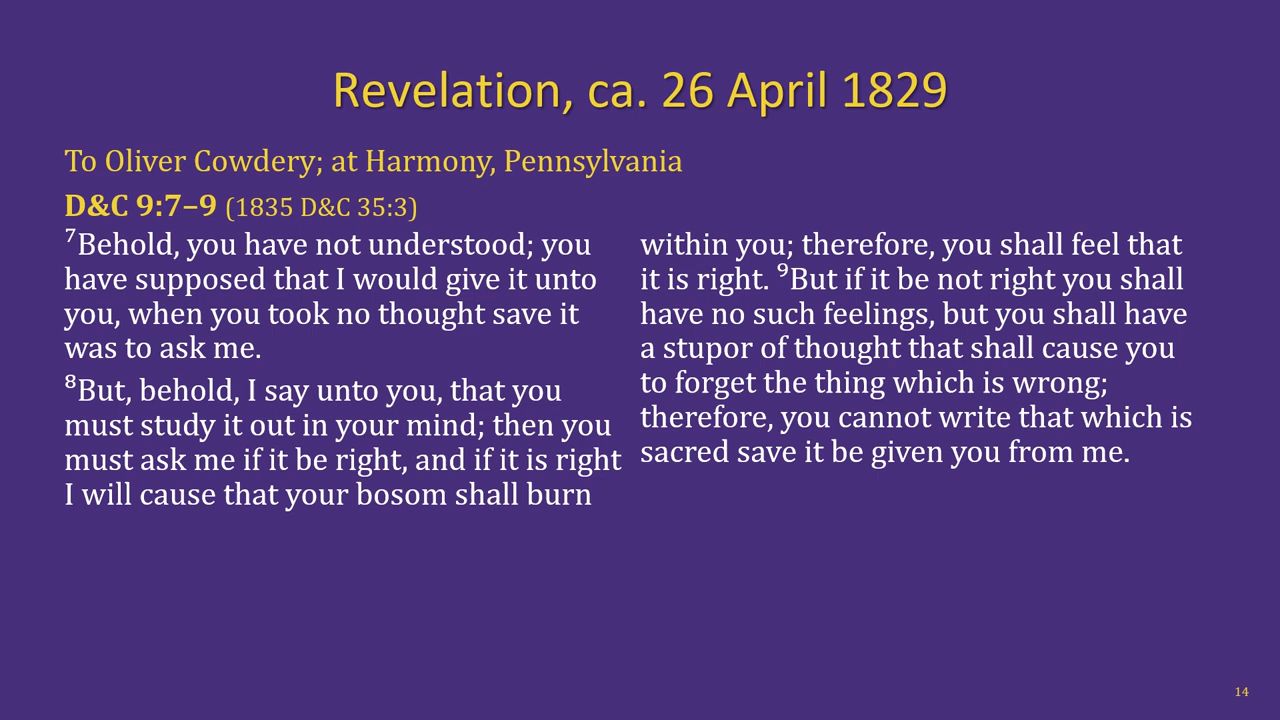 Revelation, ca. 26 April 1829
To Oliver Cowdery; at Harmony, Pennsylvania
D&C 9:7–9 (1835 D&C 35:3)
⁷Behold, you have not understood; you
have supposed that I would give it unto
you, when you took no thought save it
was to ask me.
⁸But, behold, I say unto you, that you
must study it out in your mind; then you
must ask me if it be right, and if it is right
I will cause that your bosom shall burn
within you; therefore, you shall feel that
it is right. ⁹But if it be not right you shall
have no such feelings, but you shall have
a stupor of thought that shall cause you
to forget the thing which is wrong;
therefore, you cannot write that which is
sacred save it be given you from me.
14